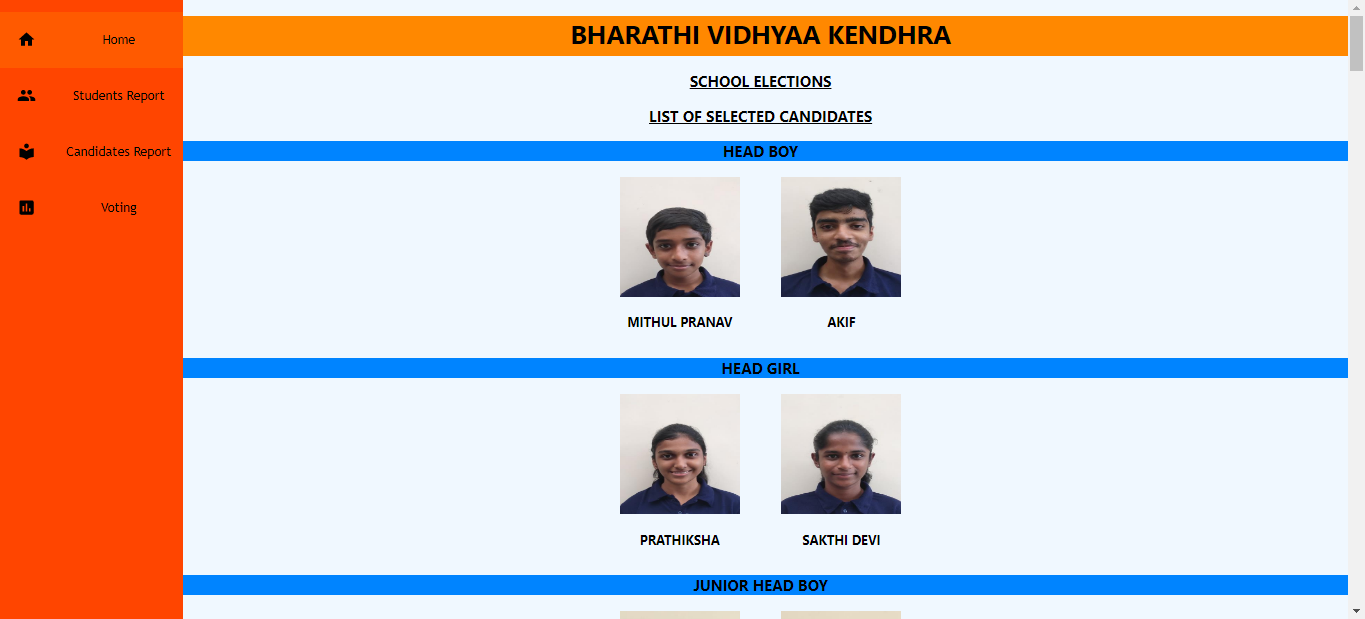 Home
Students Report
Candidates Report
Voting
BHARATHI VIDHYAA KENDHRA
SCHOOL ELECTIONS
LIST OF SELECTED CANDIDATES
HEAD BOY
MITHUL PRANAV AKIF
HEAD GIRL
PRATHIKSHA SAKTHI DEVI
JUNIOR HEAD BOY